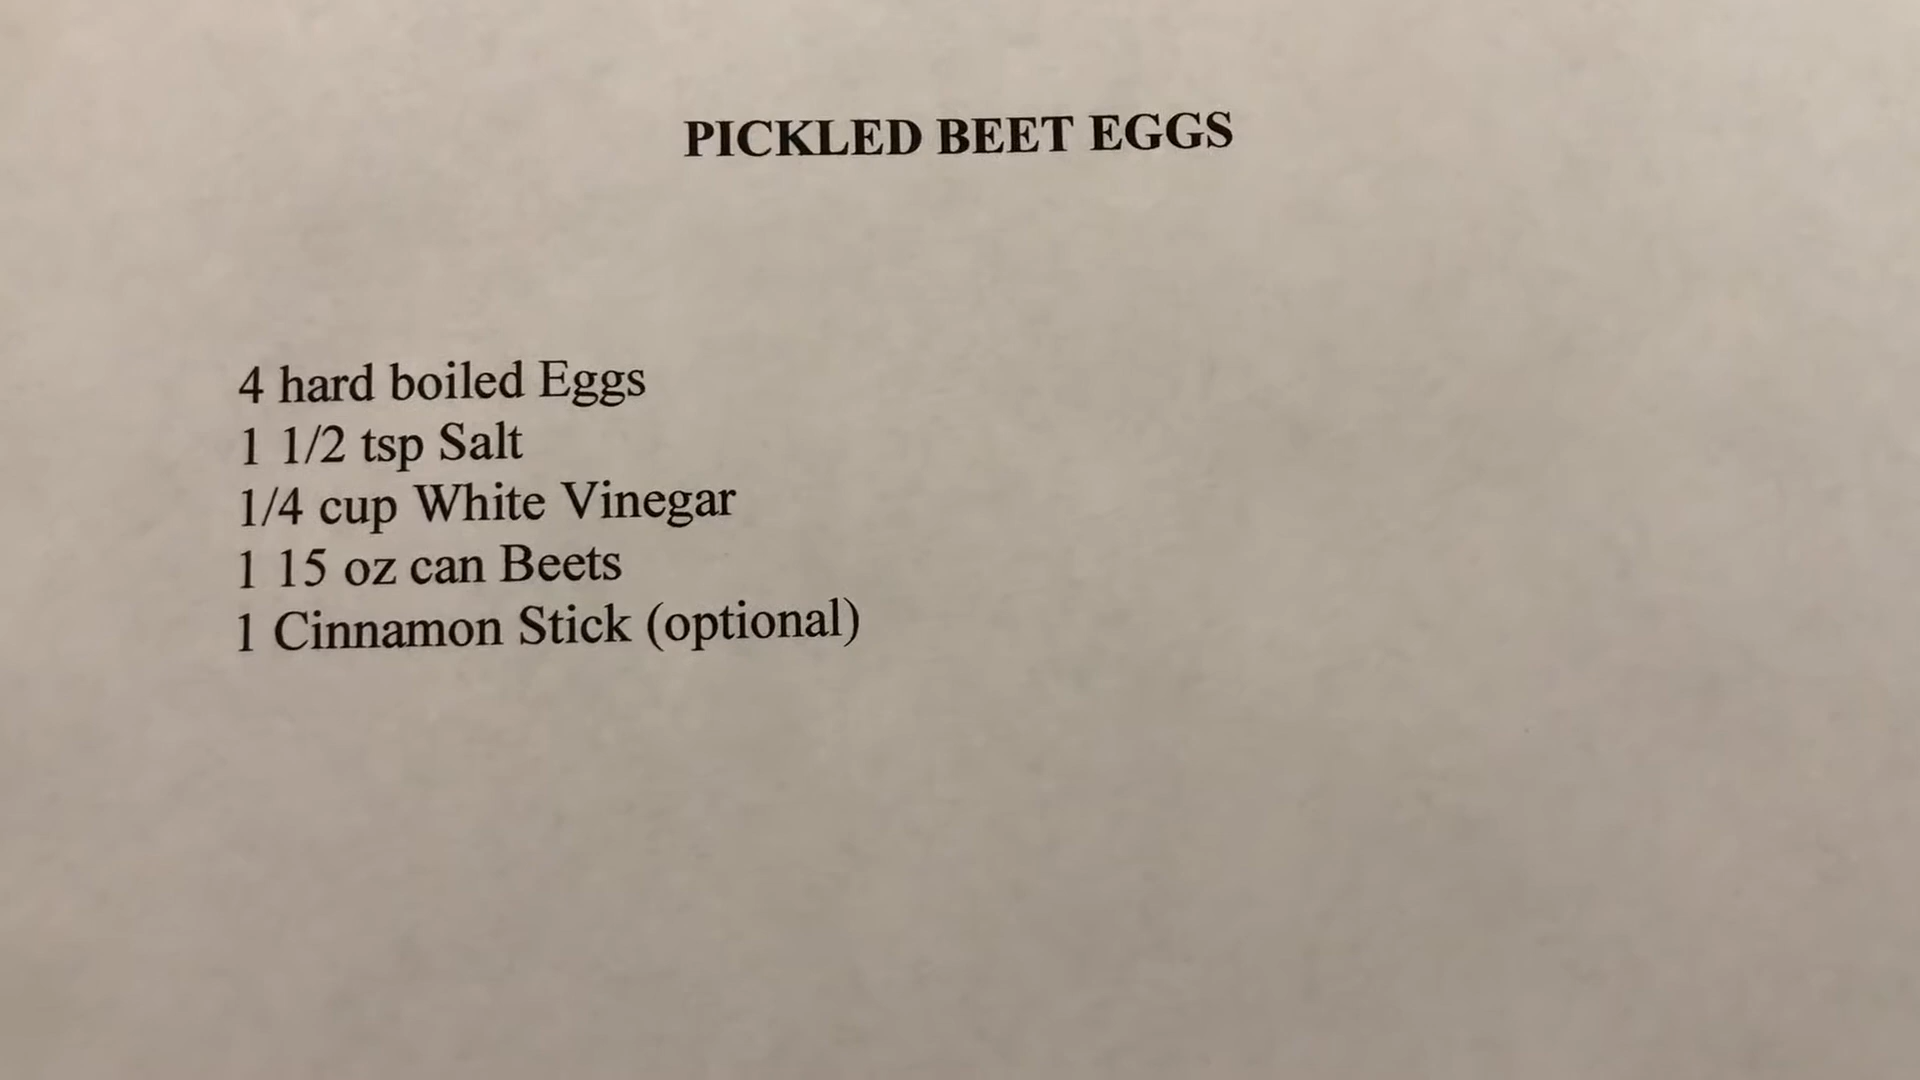 PICKLED BEET EGGS
4 hard boiled Eggs
1 1/2 tsp Salt
1/4 cup White Vinegar
1 15 oz can Beets
1 Cinnamon Stick (optional)